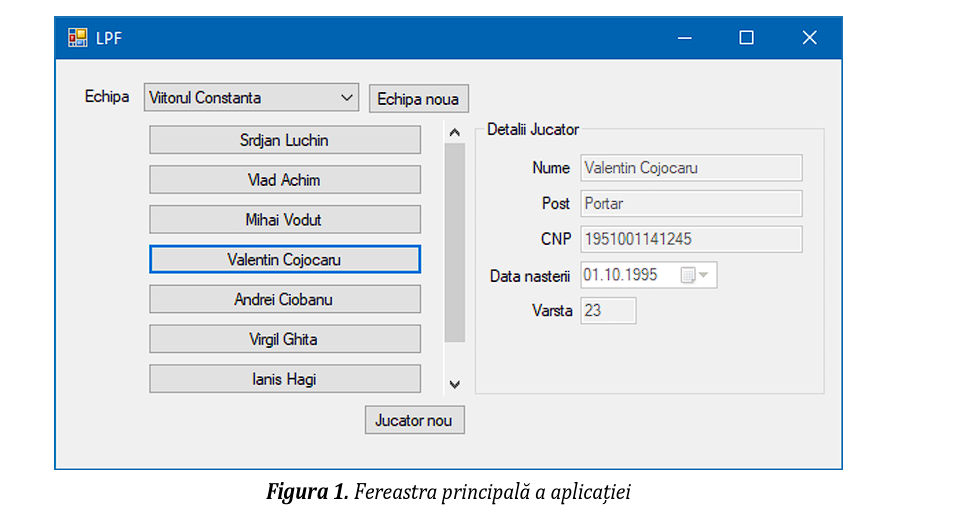 LPF
Echipa Viitorul Constanta Echipa noua
Srdjan Luchin
Vlad Achim
Mihai Vodut
Valentin Cojocaru
Andrei Ciobanu
Virgil Ghita
Ianis Hagi
Jucator nou
Detalii Jucator
Nume Valentin Cojocaru
Post Portar
CNP 1951001141245
Data nasterii 01.10.1995
Varsta 23
Figura 1. Fereastra principală a aplicației